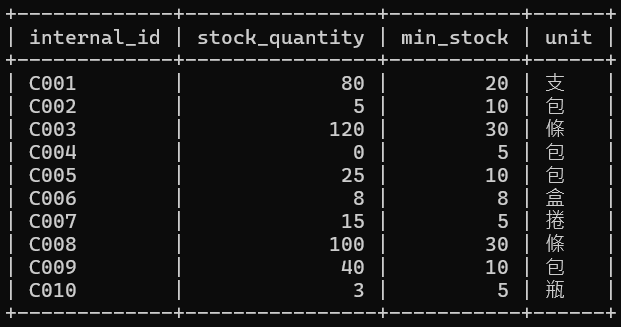 internal_id | stock_quantity | min_stock | unit
C001 | 80 | 20 | 支
C002 | 5 | 10 | 包
C003 | 120 | 30 | 條
C004 | 0 | 5 | 包
C005 | 25 | 10 | 包
C006 | 8 | 8 | 盒
C007 | 15 | 5 | 捲
C008 | 100 | 30 | 條
C009 | 40 | 10 | 包
C010 | 3 | 5 | 瓶